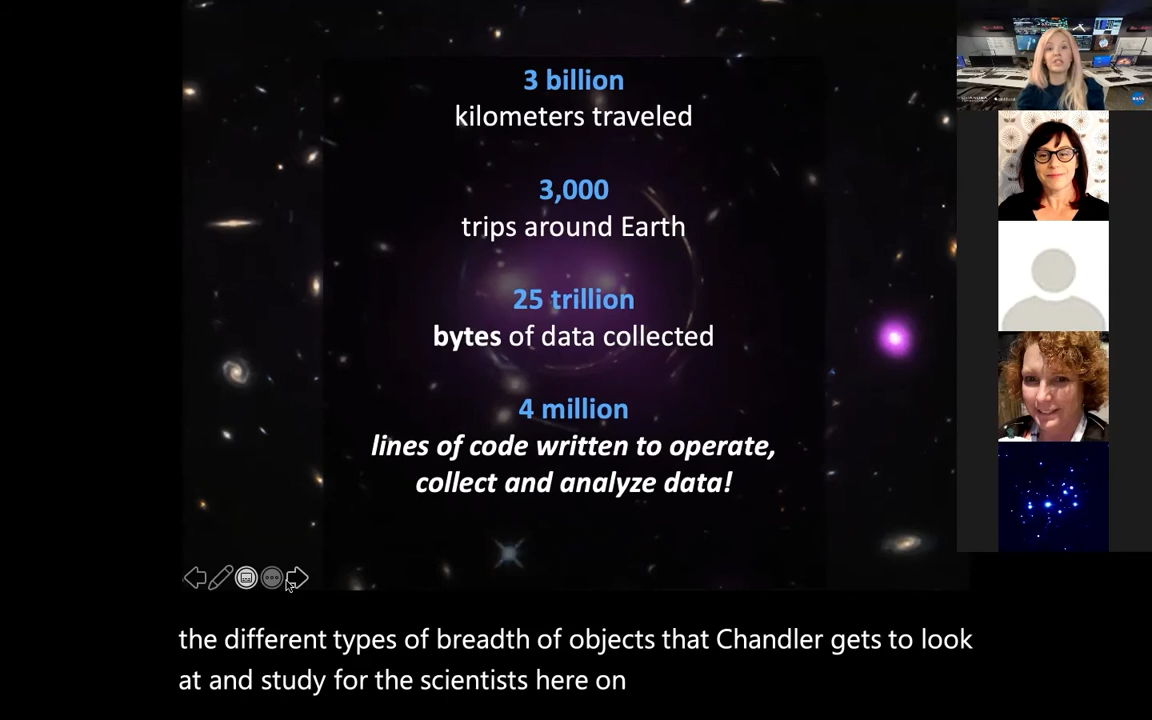 3 billion
kilometers traveled
3,000
trips around Earth
25 trillion
bytes of data collected
4 million
lines of code written to operate,
collect and analyze data!
the different types of breadth of objects that Chandler gets to look
at and study for the scientists here on